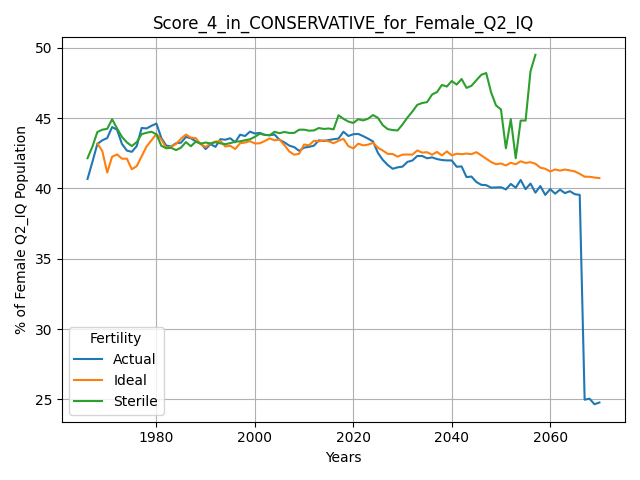 Score_4_in_CONSERVATIVE_for_Female_Q2_IQ
% of Female Q2_IQ Population
50
45
40
35
30
25
Fertility
Actual
Ideal
Sterile
1980
2000
2020
2040
2060
Years